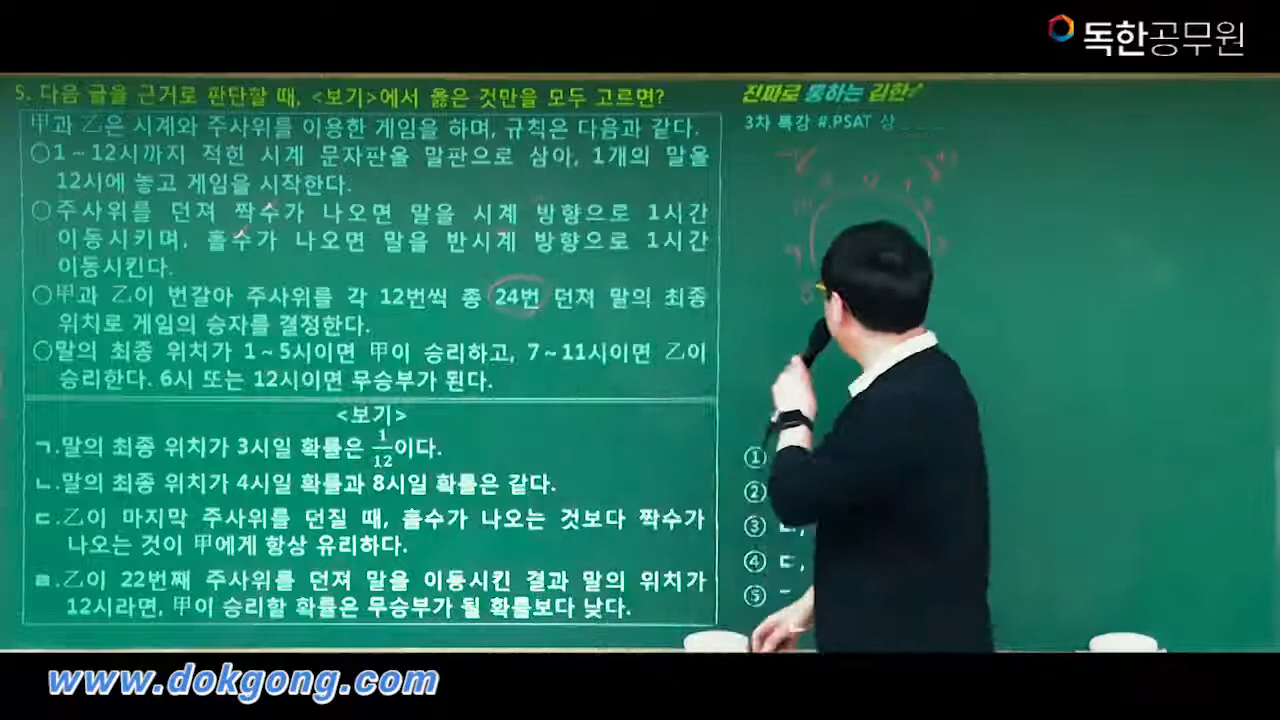 독한공무원
5. 다음 글을 근거로 판단할 때, <보기>에서 옳은 것만을 모두 고르면?
甲과 乙은 시계와 주사위를 이용한 게임을 하며, 규칙은 다음과 같다.
○1~12시까지 적힌 시계 문자판을 말판으로 삼아, 1개의 말을
12시에 놓고 게임을 시작한다.
○주사위를 던져 짝수가 나오면 말을 시계 방향으로 1시간
이동시키며, 홀수가 나오면 말을 반시계 방향으로 1시간
이동시킨다.
○甲과 乙이 번갈아 주사위를 각 12번씩 총 24번 던져 말의 최종
위치로 게임의 승자를 결정한다.
○말의 최종 위치가 1~5시이면 甲이 승리하고, 7~11시이면 乙이
승리한다. 6시 또는 12시이면 무승부가 된다.
<보기>
ㄱ.말의 최종 위치가 3시일 확률은 1/12이다.
ㄴ.말의 최종 위치가 4시일 확률과 8시일 확률은 같다.
ㄷ.乙이 마지막 주사위를 던질 때, 홀수가 나오는 것보다 짝수가
나오는 것이 甲에게 항상 유리하다.
ㄹ.乙이 22번째 주사위를 던져 말을 이동시킨 결과 말의 위치가
12시라면, 甲이 승리할 확률은 무승부가 될 확률보다 낮다.
진짜로 통하는 김한?
3차 특강 #.PSAT 상
①
②
③
④ ㄷ,
⑤
www.dokgong.com